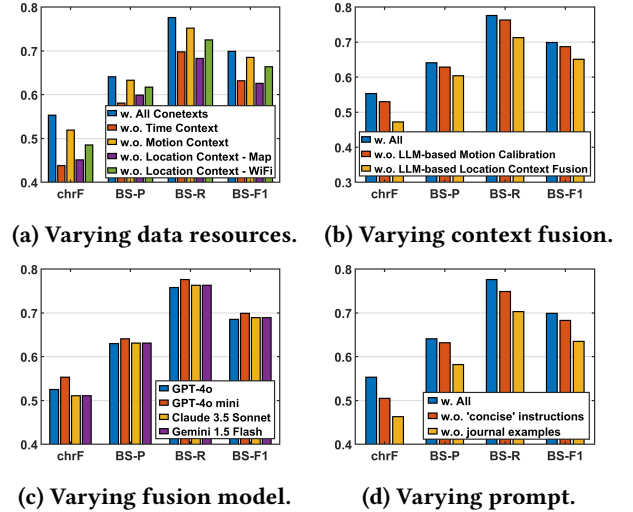 0.8
0.7
0.6
0.5
0.4
w. All Conetexts
w.o. Time Context
w.o. Motion Context
w.o. Location Context - Map
w.o. Location Context - WiFi
chrF BS-P BS-R BS-F1
(a) Varying data resources.
0.8
0.7
0.6
0.5
0.4
0.3
w. All
w.o. LLM-based Motion Calibration
w.o. LLM-based Location Context Fusion
chrF BS-P BS-R BS-F1
(b) Varying context fusion.
0.8
0.7
0.6
0.5
0.4
GPT-4o
GPT-4o mini
Claude 3.5 Sonnet
Gemini 1.5 Flash
chrF BS-P BS-R BS-F1
(c) Varying fusion model.
0.8
0.7
0.6
0.5
0.4
w. All
w.o. 'concise' instructions
w.o. journal examples
chrF BS-P BS-R BS-F1
(d) Varying prompt.